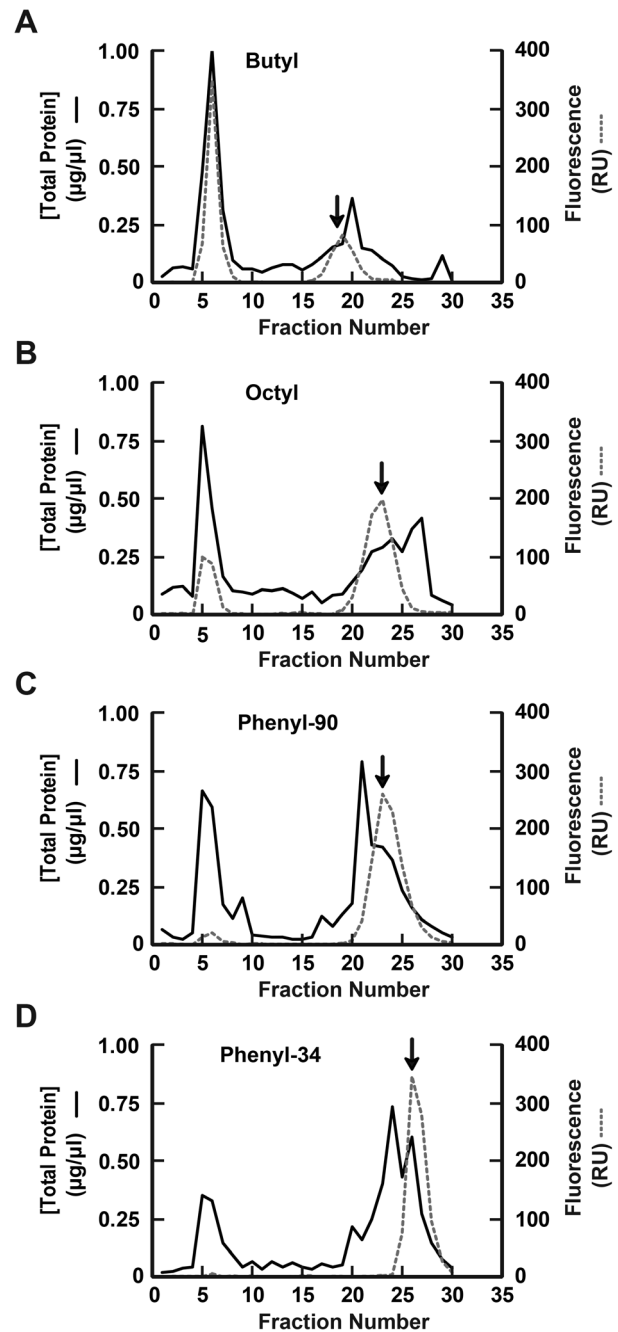 A
Butyl
[Total Protein]
(µg/µl)
Fluorescence
(RU)
1.00
0.75
0.50
0.25
0
400
300
200
100
0
0 5 10 15 20 25 30 35
Fraction Number
B
Octyl
[Total Protein]
(µg/µl)
Fluorescence
(RU)
1.00
0.75
0.50
0.25
0
400
300
200
100
0
0 5 10 15 20 25 30 35
Fraction Number
C
Phenyl-90
[Total Protein]
(µg/µl)
Fluorescence
(RU)
1.00
0.75
0.50
0.25
0
400
300
200
100
0
0 5 10 15 20 25 30 35
Fraction Number
D
Phenyl-34
[Total Protein]
(µg/µl)
Fluorescence
(RU)
1.00
0.75
0.50
0.25
0
400
300
200
100
0
0 5 10 15 20 25 30 35
Fraction Number